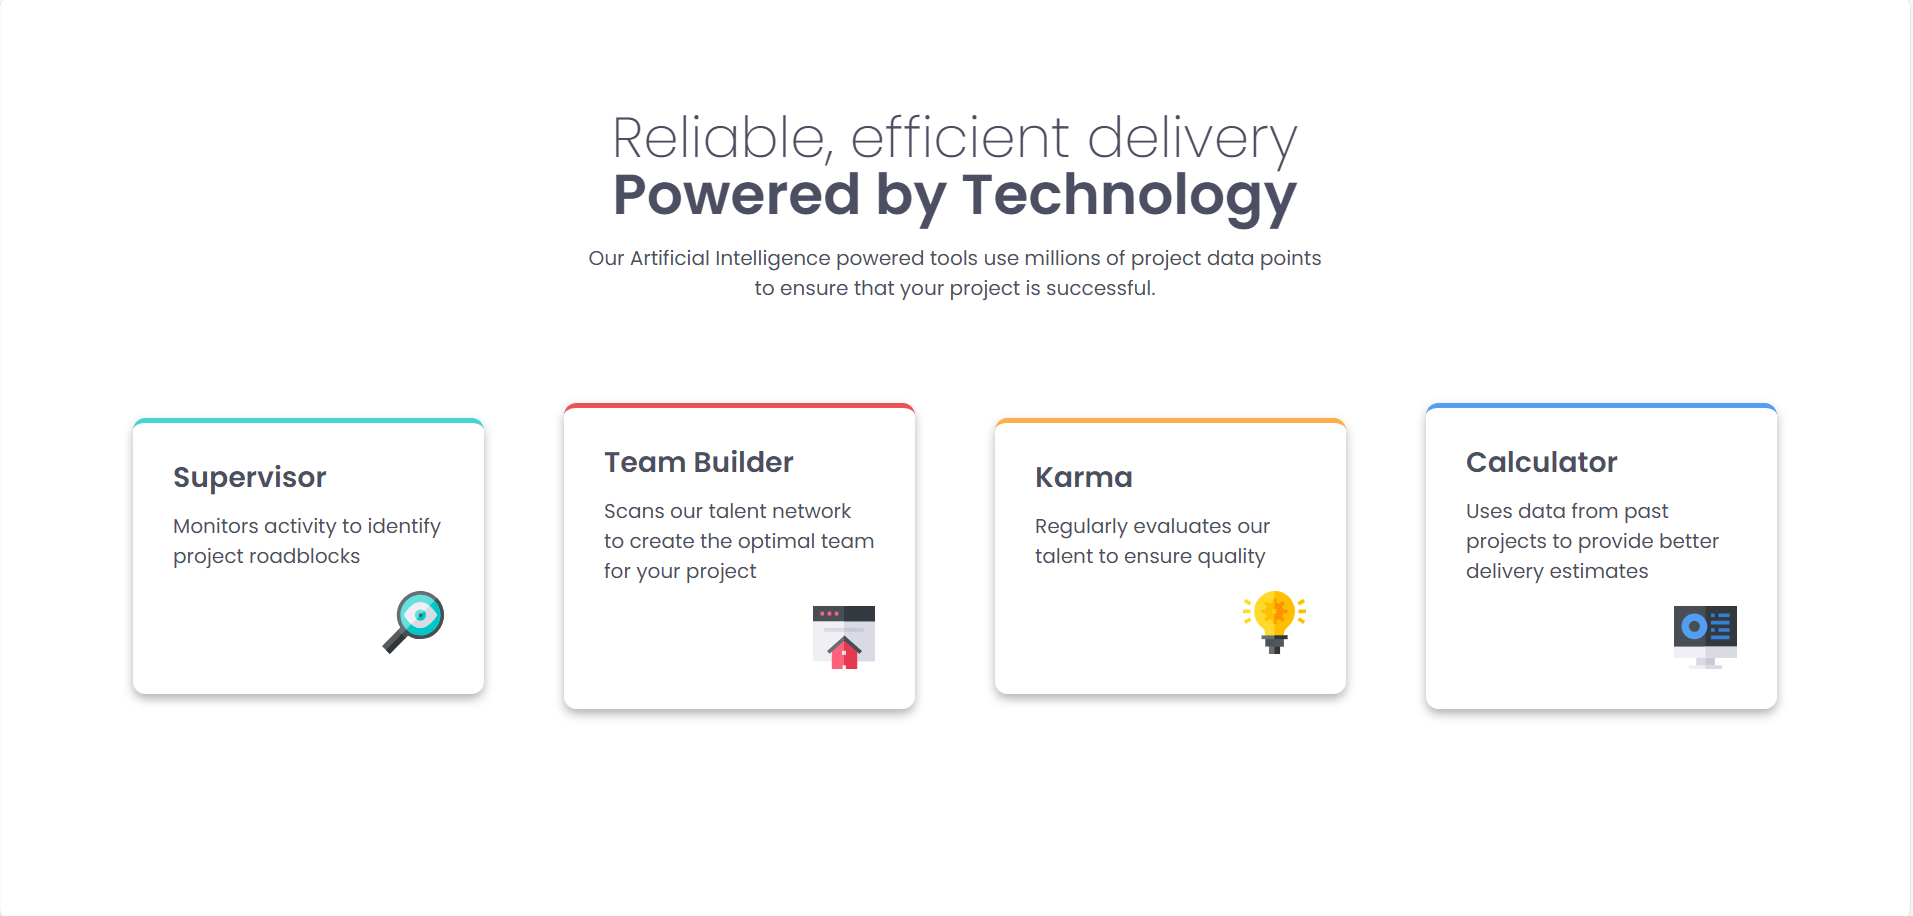 Reliable, efficient delivery
Powered by Technology
Our Artificial Intelligence powered tools use millions of project data points
to ensure that your project is successful.
Supervisor
Monitors activity to identify
project roadblocks
Team Builder
Scans our talent network
to create the optimal team
for your project
Karma
Regularly evaluates our
talent to ensure quality
Calculator
Uses data from past
projects to provide better
delivery estimates